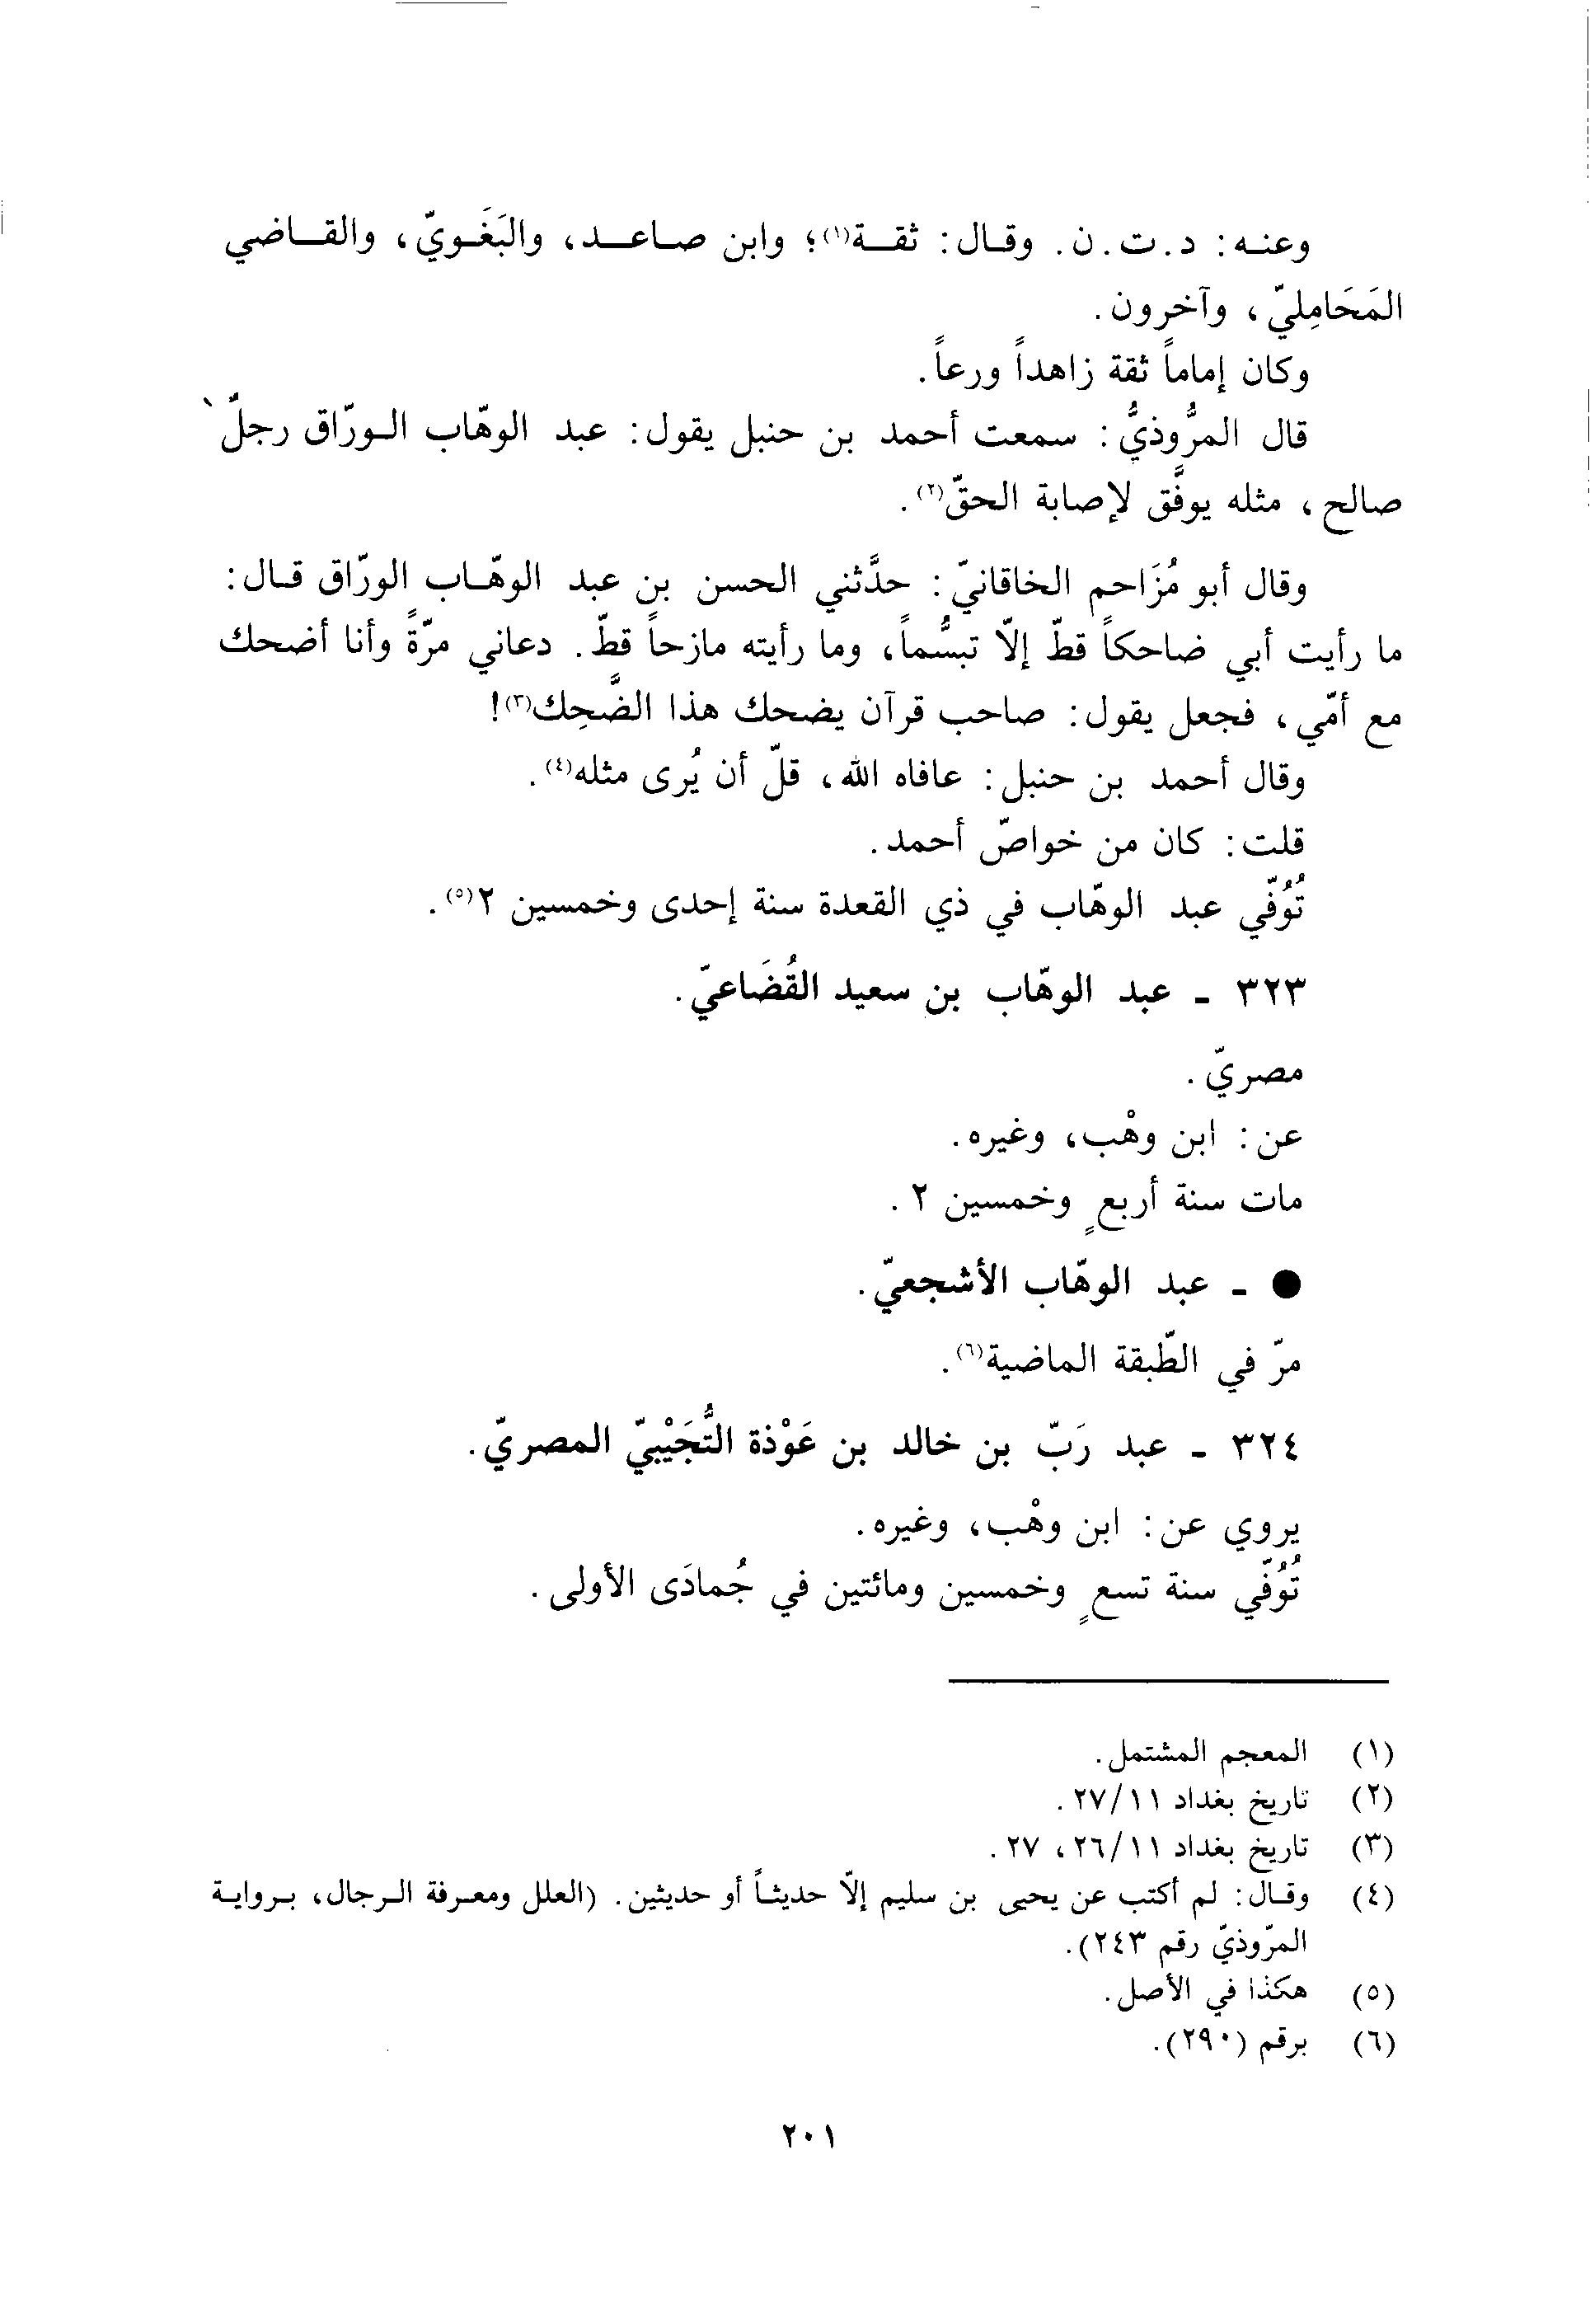 وعنه: د.ت.ن. وقال: ثقة(١)؛ وابن صاعد، والبَغَويّ، والقاضي
المَحَامِليّ، وآخرون.
وكان إماماً ثقة زاهداً ورعاً.
قال المرُّوذيُّ: سمعت أحمد بن حنبل يقول: عبد الوهّاب الورّاق رجلٌ
صالح، مثله يوفَّق لإصابة الحقّ(٢).
وقال أبو مُزَاحم الخاقانيّ: حدَّثني الحسن بن عبد الوهّاب الورّاق قال:
ما رأيت أبي ضاحكاً قطّ إلّا تبسُّماً، وما رأيته مازحاً قطّ. دعاني مرّةً وأنا أضحك
مع أمّي، فجعل يقول: صاحب قرآن يضحك هذا الضَّحِك(٣)!
وقال أحمد بن حنبل: عافاه الله، قلّ أن يُرى مثله(٤).
قلت: كان من خواصّ أحمد.
تُوُفّي عبد الوهّاب في ذي القعدة سنة إحدى وخمسين ٢(٥).
٣٢٣ - عبد الوهّاب بن سعيد القُضَاعيّ.
مصريّ.
عن: ابن وهْب، وغيره.
مات سنة أربعٍ وخمسين ٢.
● - عبد الوهّاب الأشجعيّ.
مرّ في الطّبقة الماضية(٦).
٣٢٤ - عبد رَبّ بن خالد بن عَوْذة التُّجَيْبيّ المصريّ.
يروي عن: ابن وهْب، وغيره.
تُوُفّي سنة تسعٍ وخمسين ومائتين في جُمادَى الأولى.
(١) المعجم المشتمل.
(٢) تاريخ بغداد ٢٧/١١.
(٣) تاريخ بغداد ٢٦/١١، ٢٧.
(٤) وقال: لم أكتب عن يحيى بن سليم إلّا حديثاً أو حديثين. (العلل ومعرفة الرجال، برواية
المرّوذيّ رقم ٢٤٣).
(٥) هكذا في الأصل.
(٦) برقم (٢٩٠).
٢٠١